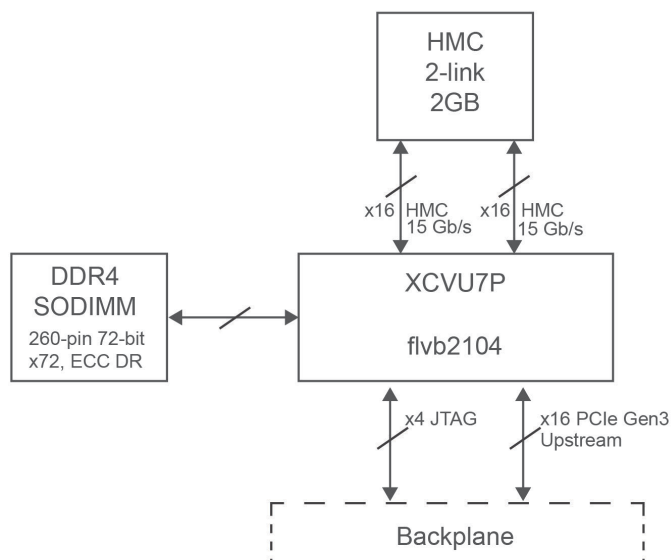 HMC
2-link
2GB
x16
HMC
15 Gb/s
x16
HMC
15 Gb/s
DDR4
SODIMM
260-pin 72-bit
x72, ECC DR
XCVU7P
flvb2104
x4 JTAG
x16 PCIe Gen3
Upstream
Backplane